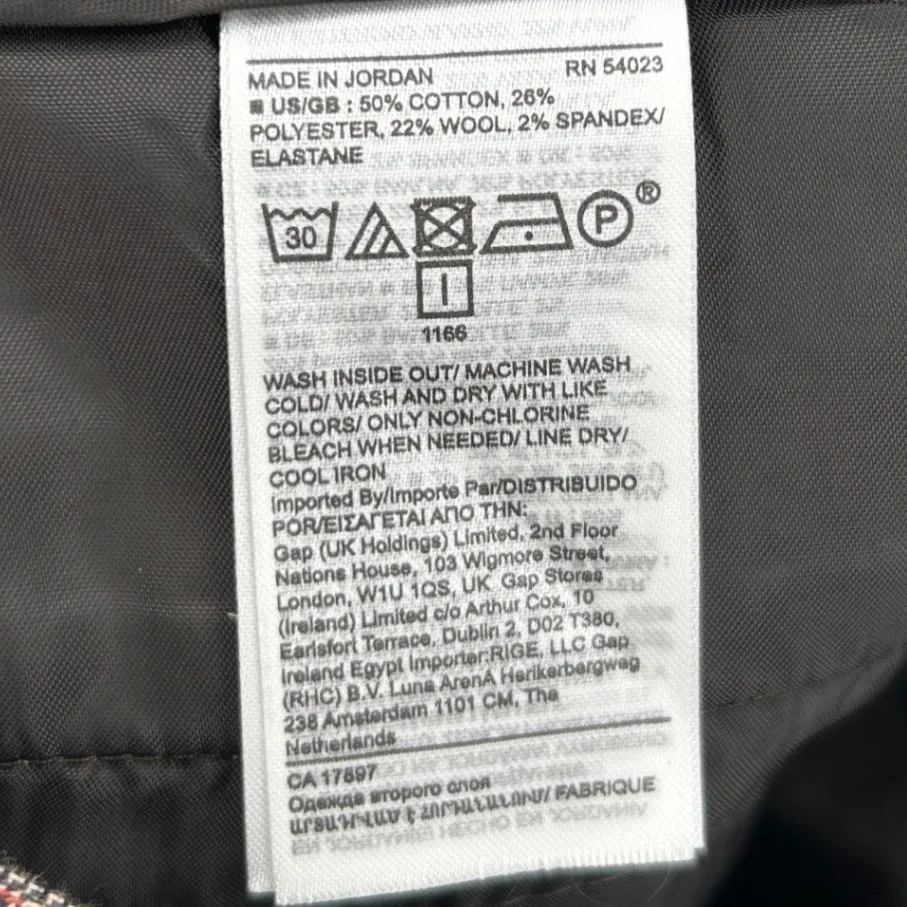 MADE IN JORDAN RN 54023
US/GB : 50% COTTON, 26%
POLYESTER, 22% WOOL, 2% SPANDEX/
ELASTANE
30 P®
1166
WASH INSIDE OUT/ MACHINE WASH
COLD/ WASH AND DRY WITH LIKE
COLORS/ ONLY NON-CHLORINE
BLEACH WHEN NEEDED/ LINE DRY/
COOL IRON
Imported By/Importe Par/DISTRIBUIDO
POR/ΕΙΣΑΓΕΤΑΙ ΑΠΟ ΤΗΝ:
Gap (UK Holdings) Limited, 2nd Floor
Nations House, 103 Wigmore Street,
London, W1U 1QS, UK Gap Stores
(Ireland) Limited c/o Arthur Cox, 10
Earlsfort Terrace, Dublin 2, D02 T380,
Ireland Egypt Importer:RIGE, LLC Gap
(RHC) B.V. Luna ArenA Herikerbergweg
238 Amsterdam 1101 CM, The
Netherlands
CA 17897
Одежда второго слоя
ԱՐՏԱԴՐՎԱԾ Է ՀՈՐԴԱՆԱՆՈՒՄ/ FABRIQUE